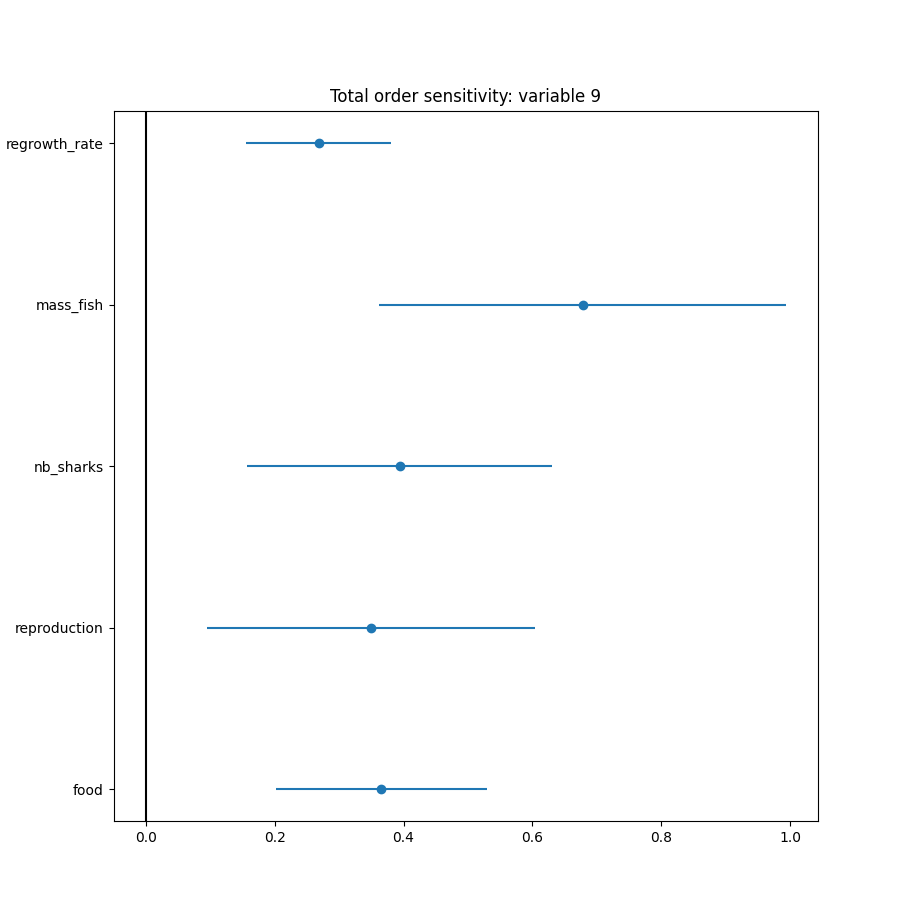 Total order sensitivity: variable 9
regrowth_rate
mass_fish
nb_sharks
reproduction
food
0.0 0.2 0.4 0.6 0.8 1.0